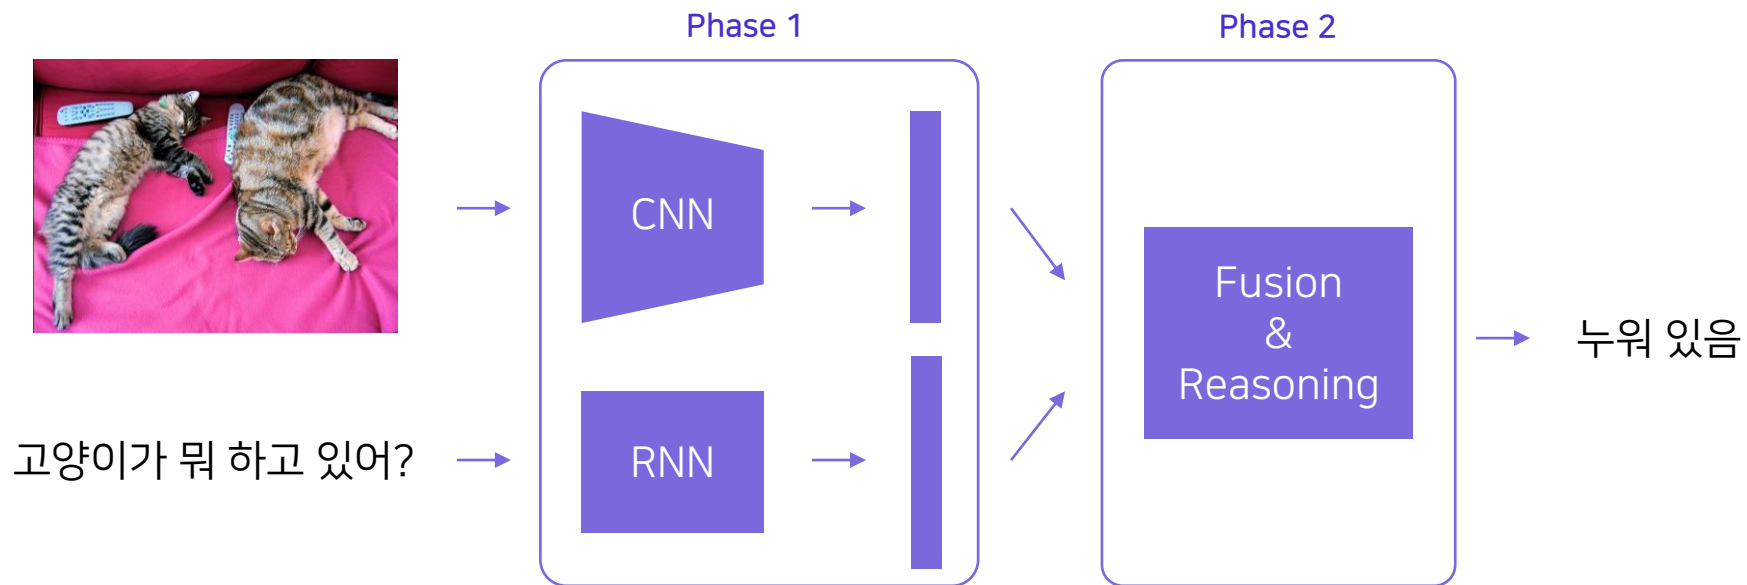 Phase 1
Phase 2
CNN
RNN
Fusion
&
Reasoning
누워 있음
고양이가 뭐 하고 있어?